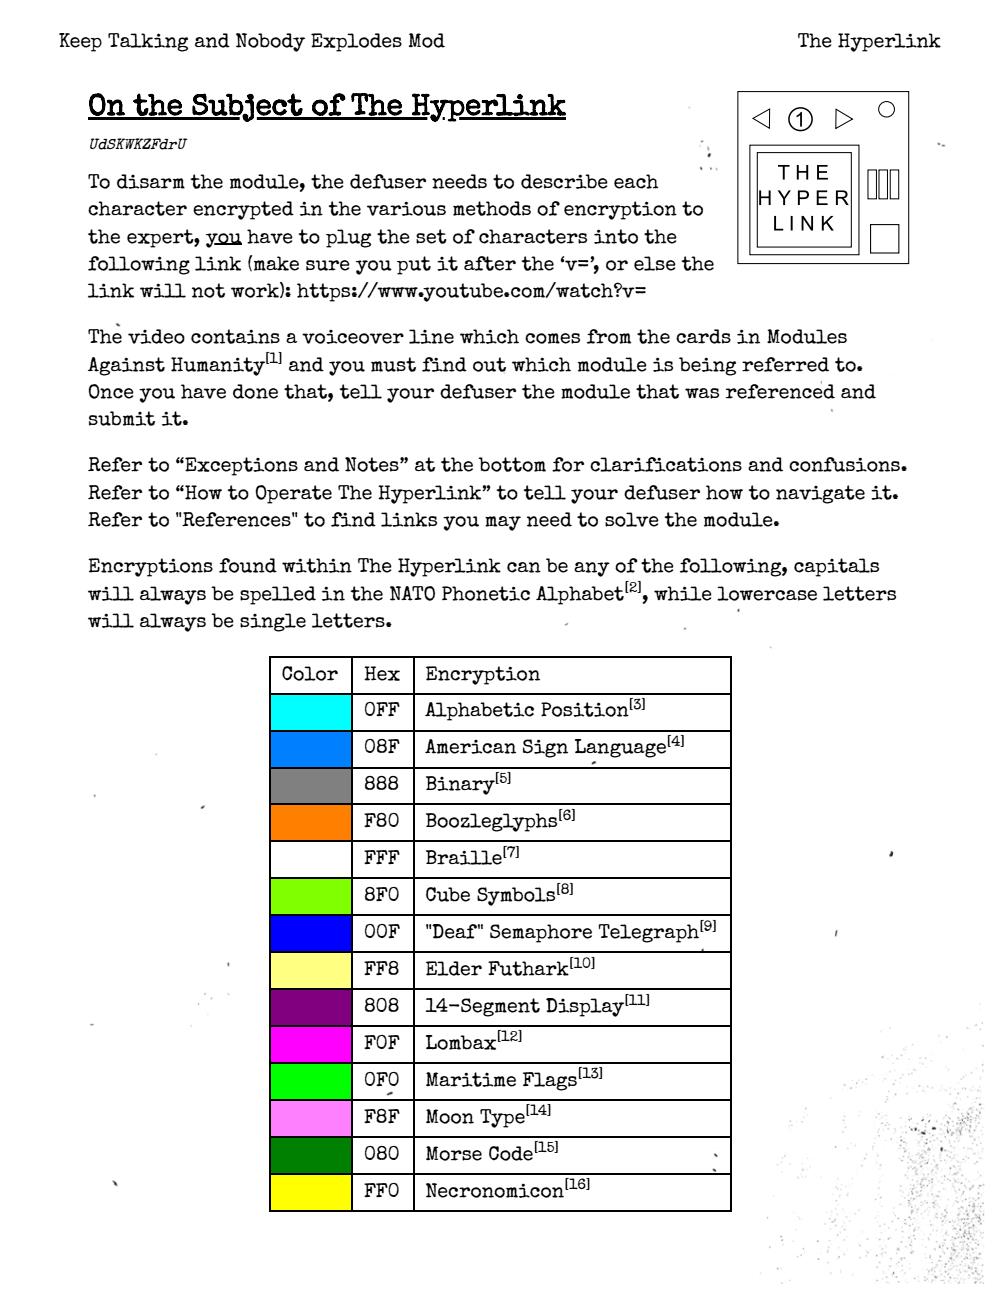 Keep Talking and Nobody Explodes Mod
The Hyperlink
On the Subject of The Hyperlink
UdSKWKZFdrU
1
THE
HYPER
LINK
To disarm the module, the defuser needs to describe each
character encrypted in the various methods of encryption to
the expert, you have to plug the set of characters into the
following link (make sure you put it after the ‘v=’, or else the
link will not work): https://www.youtube.com/watch?v=
The video contains a voiceover line which comes from the cards in Modules
Against Humanity[1] and you must find out which module is being referred to.
Once you have done that, tell your defuser the module that was referenced and
submit it.
Refer to “Exceptions and Notes” at the bottom for clarifications and confusions.
Refer to “How to Operate The Hyperlink” to tell your defuser how to navigate it.
Refer to "References" to find links you may need to solve the module.
Encryptions found within The Hyperlink can be any of the following, capitals
will always be spelled in the NATO Phonetic Alphabet[2], while lowercase letters
will always be single letters.
Color Hex Encryption
0FF Alphabetic Position[3]
08F American Sign Language[4]
888 Binary[5]
F80 Boozleglyphs[6]
FFF Braille[7]
8F0 Cube Symbols[8]
00F "Deaf" Semaphore Telegraph[9]
FF8 Elder Futhark[10]
808 14-Segment Display[11]
F0F Lombax[12]
0F0 Maritime Flags[13]
F8F Moon Type[14]
080 Morse Code[15]
FF0 Necronomicon[16]